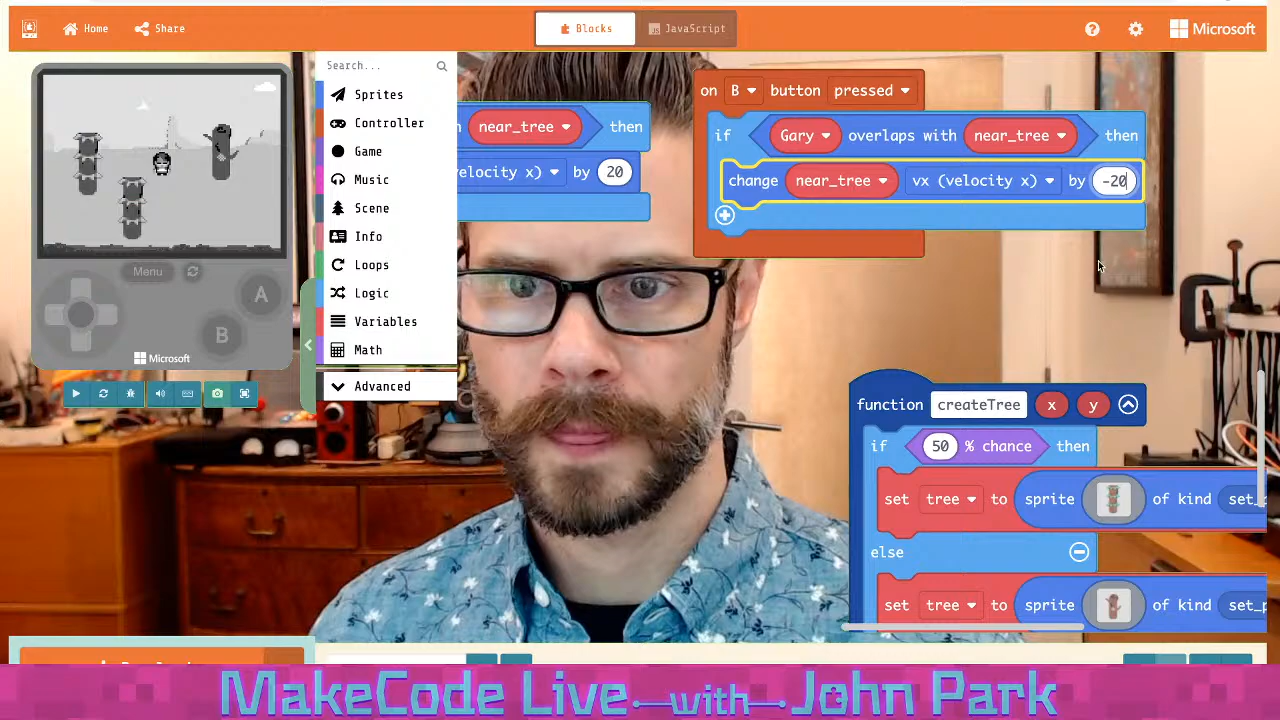 Home
Share
Blocks
JavaScript
Microsoft
Search...
Sprites
Controller
Game
Music
Scene
Info
Loops
Logic
Variables
Math
Advanced
Menu
A
B
Microsoft
near_tree then
velocity x) by 20
on B button pressed
if Gary overlaps with near_tree then
change near_tree vx (velocity x) by -20
function createTree x y
if 50 % chance then
set tree to sprite of kind
else
set tree to sprite of kind
MakeCode Live with John Park